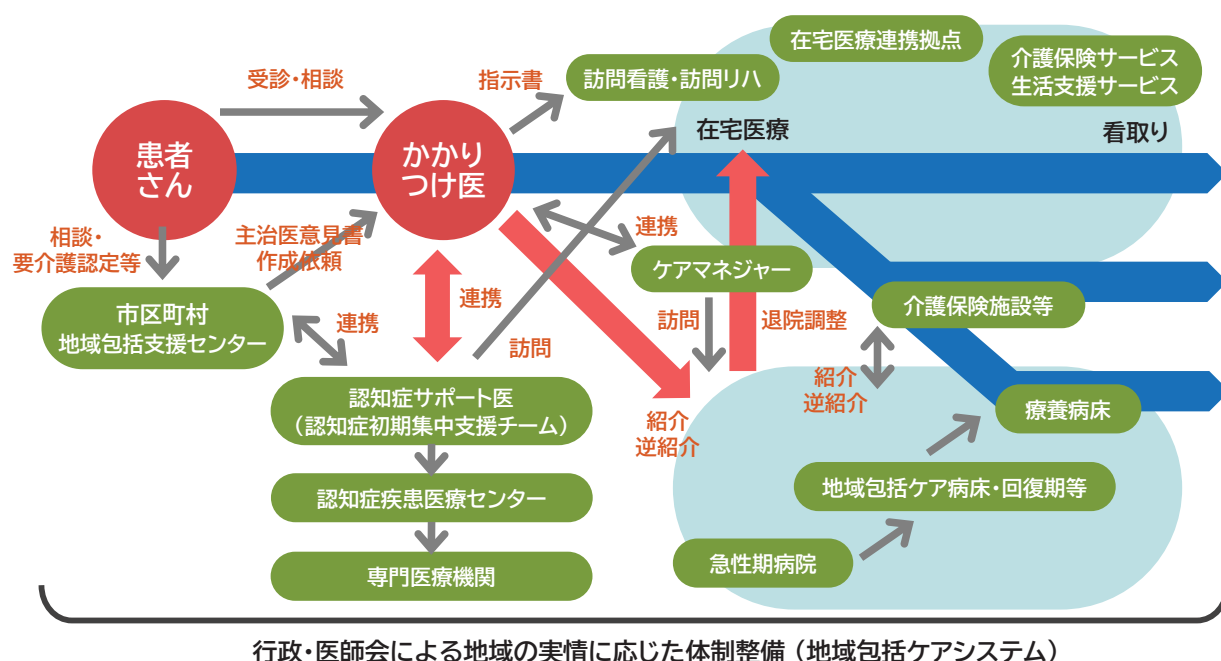 在宅医療連携拠点
介護保険サービス
生活支援サービス
受診・相談
指示書
訪問看護・訪問リハ
在宅医療
看取り
患者
さん
かかり
つけ医
相談・
要介護認定等
主治医意見書
作成依頼
連携
ケアマネジャー
市区町村
地域包括支援センター
連携
連携
訪問
訪問
退院調整
介護保険施設等
認知症サポート医
（認知症初期集中支援チーム）
紹介
逆紹介
紹介
逆紹介
療養病床
認知症疾患医療センター
地域包括ケア病床・回復期等
専門医療機関
急性期病院
行政・医師会による地域の実情に応じた体制整備（地域包括ケアシステム）